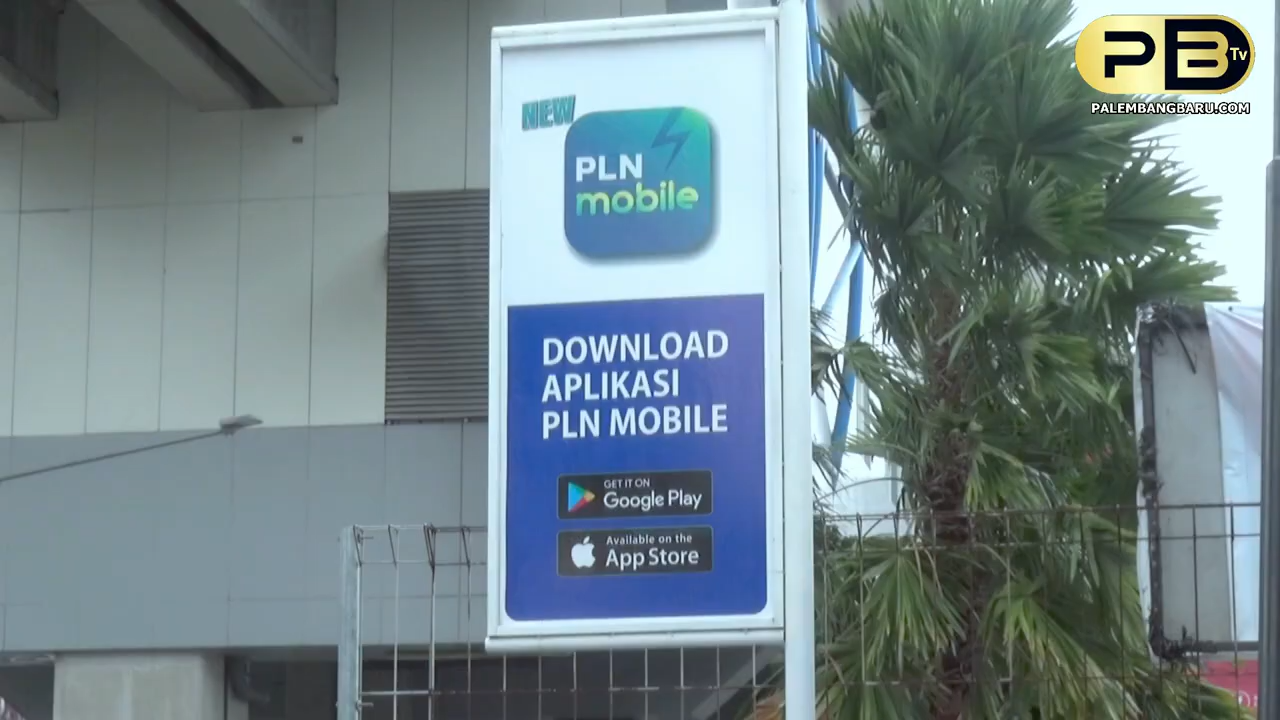 PB Tv
PALEMBANGBARU.COM
NEW
PLN
mobile
DOWNLOAD
APLIKASI
PLN MOBILE
GET IT ON
Google Play
Available on the
App Store